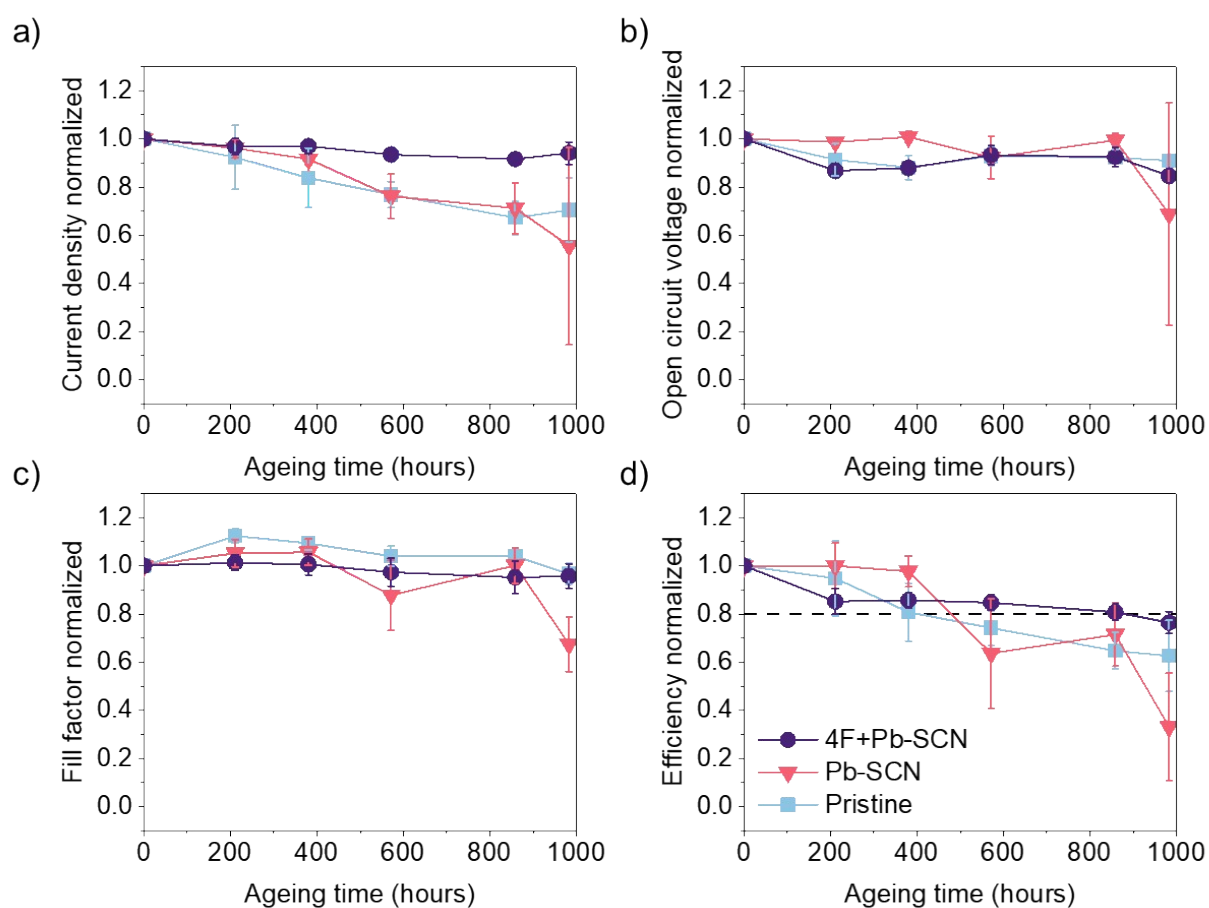 a)
Current density normalized
1.2
1.0
0.8
0.6
0.4
0.2
0.0
0 200 400 600 800 1000
Ageing time (hours)
b)
Open circuit voltage normalized
1.2
1.0
0.8
0.6
0.4
0.2
0.0
0 200 400 600 800 1000
Ageing time (hours)
c)
Fill factor normalized
1.2
1.0
0.8
0.6
0.4
0.2
0.0
0 200 400 600 800 1000
Ageing time (hours)
d)
Efficiency normalized
1.2
1.0
0.8
0.6
0.4
0.2
0.0
4F+Pb-SCN
Pb-SCN
Pristine
0 200 400 600 800 1000
Ageing time (hours)